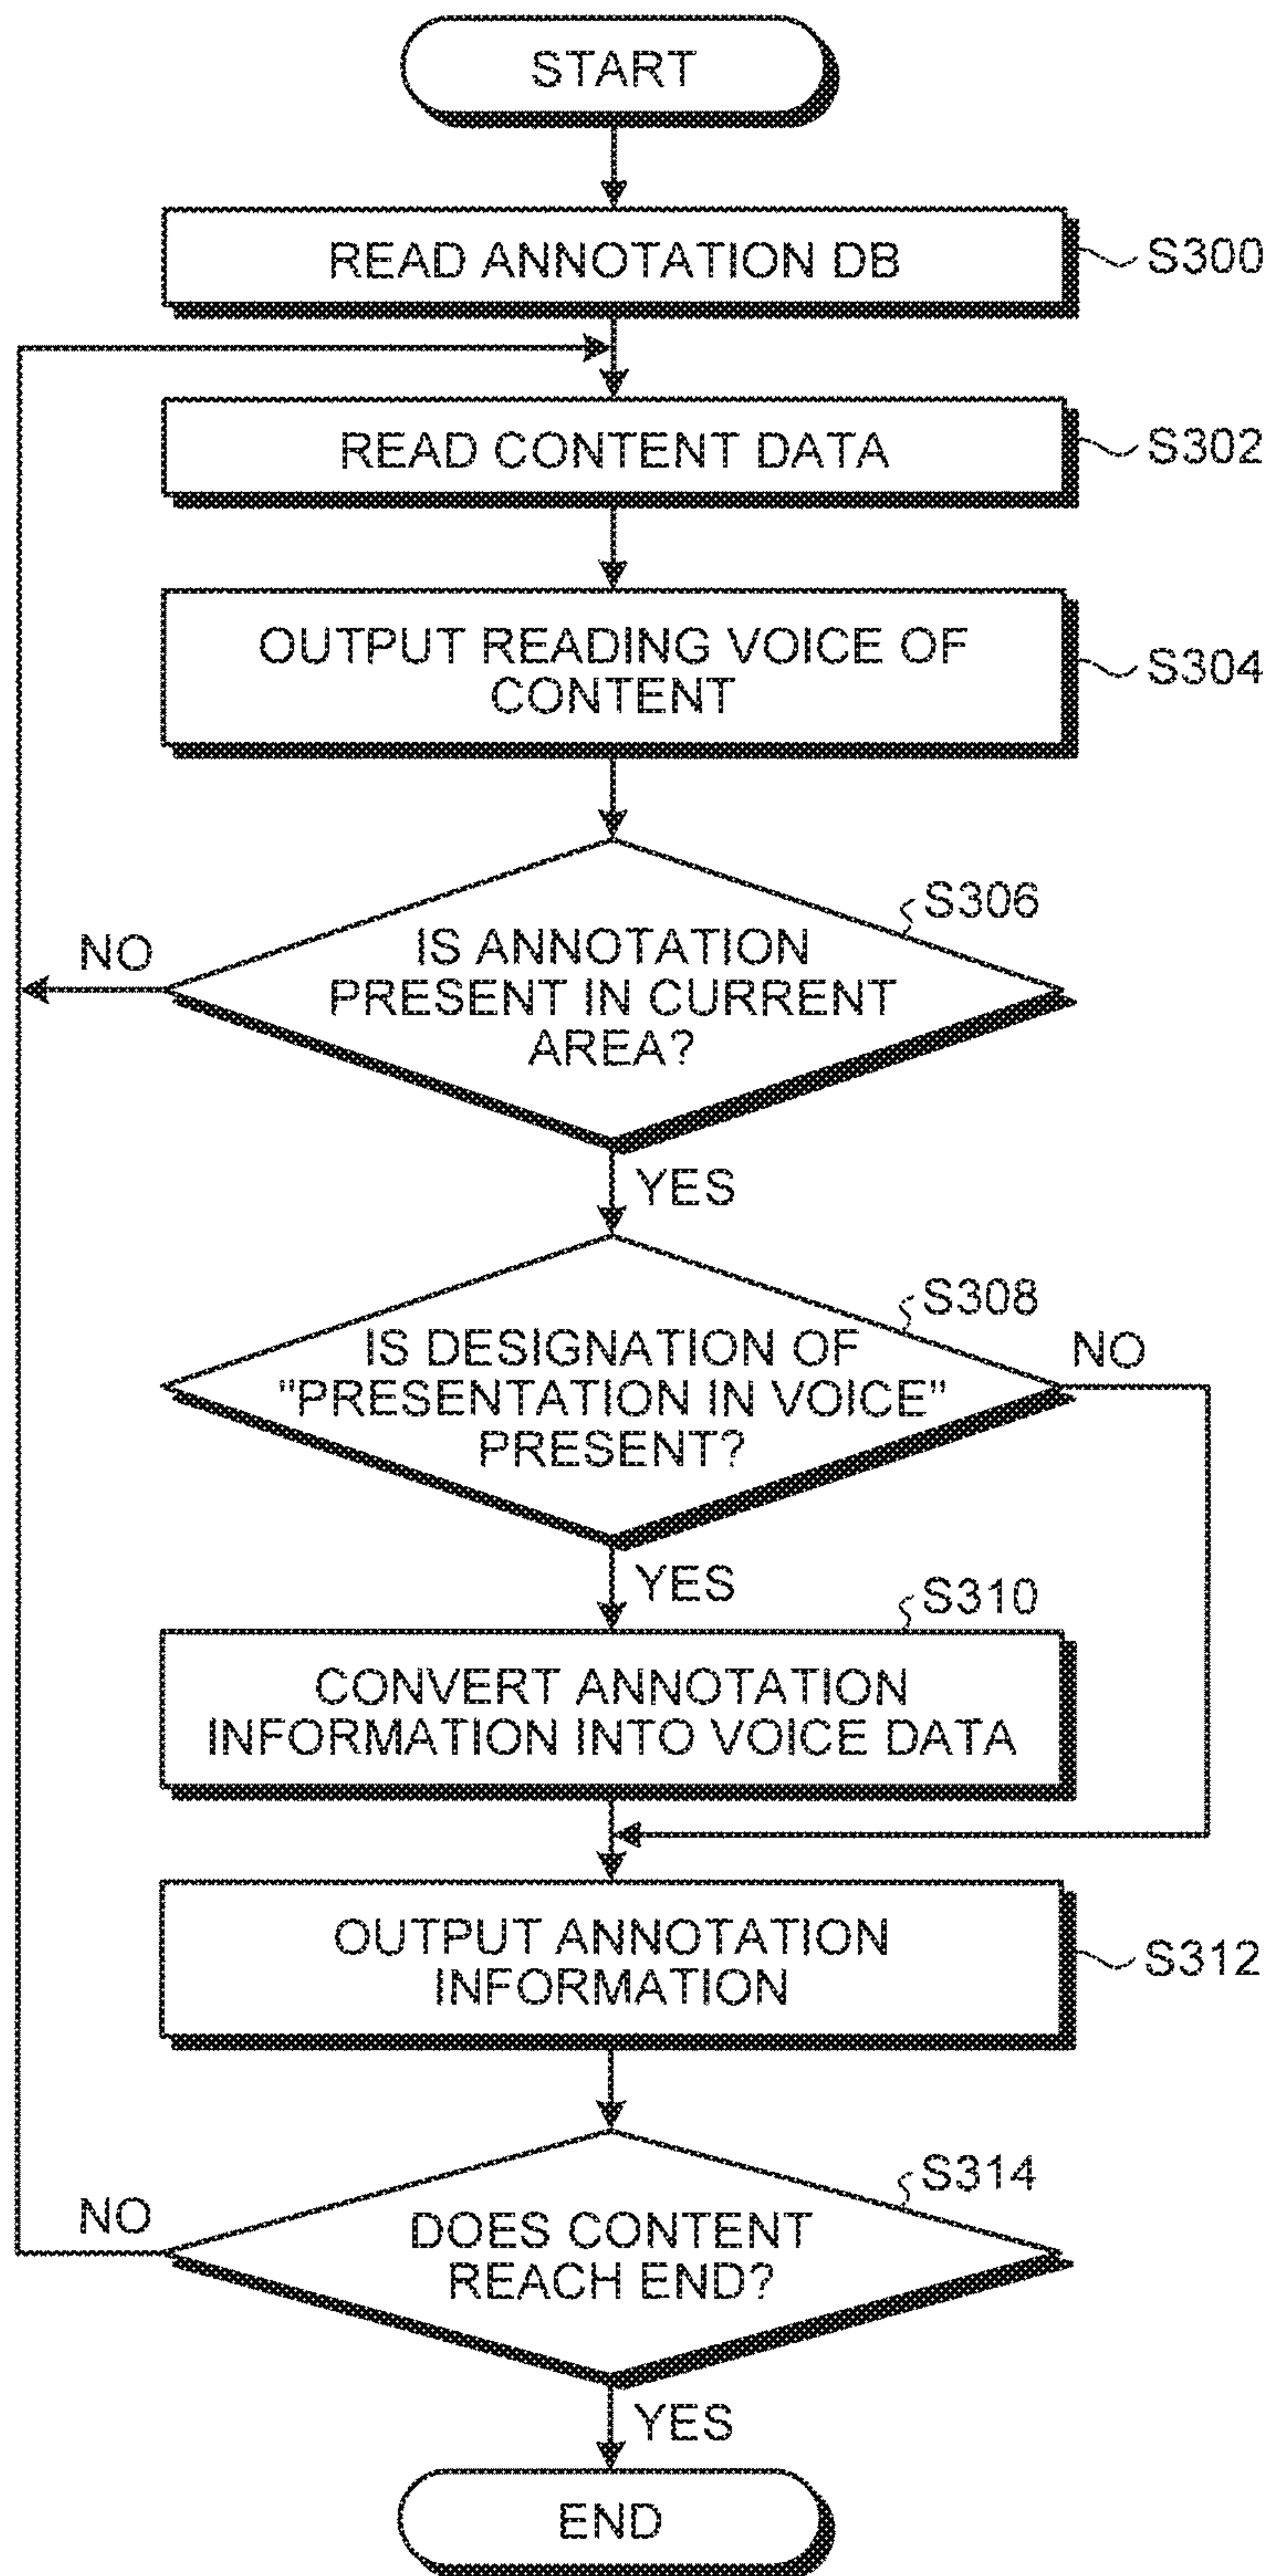 START
READ ANNOTATION DB
S300
READ CONTENT DATA
S302
OUTPUT READING VOICE OF
CONTENT
S304
S306
IS ANNOTATION
PRESENT IN CURRENT
AREA?
NO
YES
S308
IS DESIGNATION OF
"PRESENTATION IN VOICE"
PRESENT?
NO
YES
S310
CONVERT ANNOTATION
INFORMATION INTO VOICE DATA
OUTPUT ANNOTATION
INFORMATION
S312
S314
DOES CONTENT
REACH END?
NO
YES
END